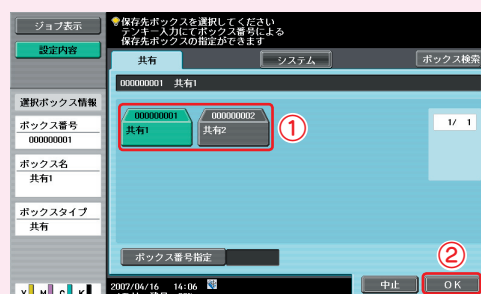 ジョブ表示
設定内容
選択ボックス情報
ボックス番号
000000001
ボックス名
共有1
ボックスタイプ
共有
Y M C K
保存先ボックスを選択してください
テンキー入力にてボックス番号による
保存先ボックスの指定ができます
共有 システム ボックス検索
000000001 共有1
000000001 000000002
共有1 共有2
①
1/ 1
ボックス番号指定
②
中止 OK
2007/04/16 14:06